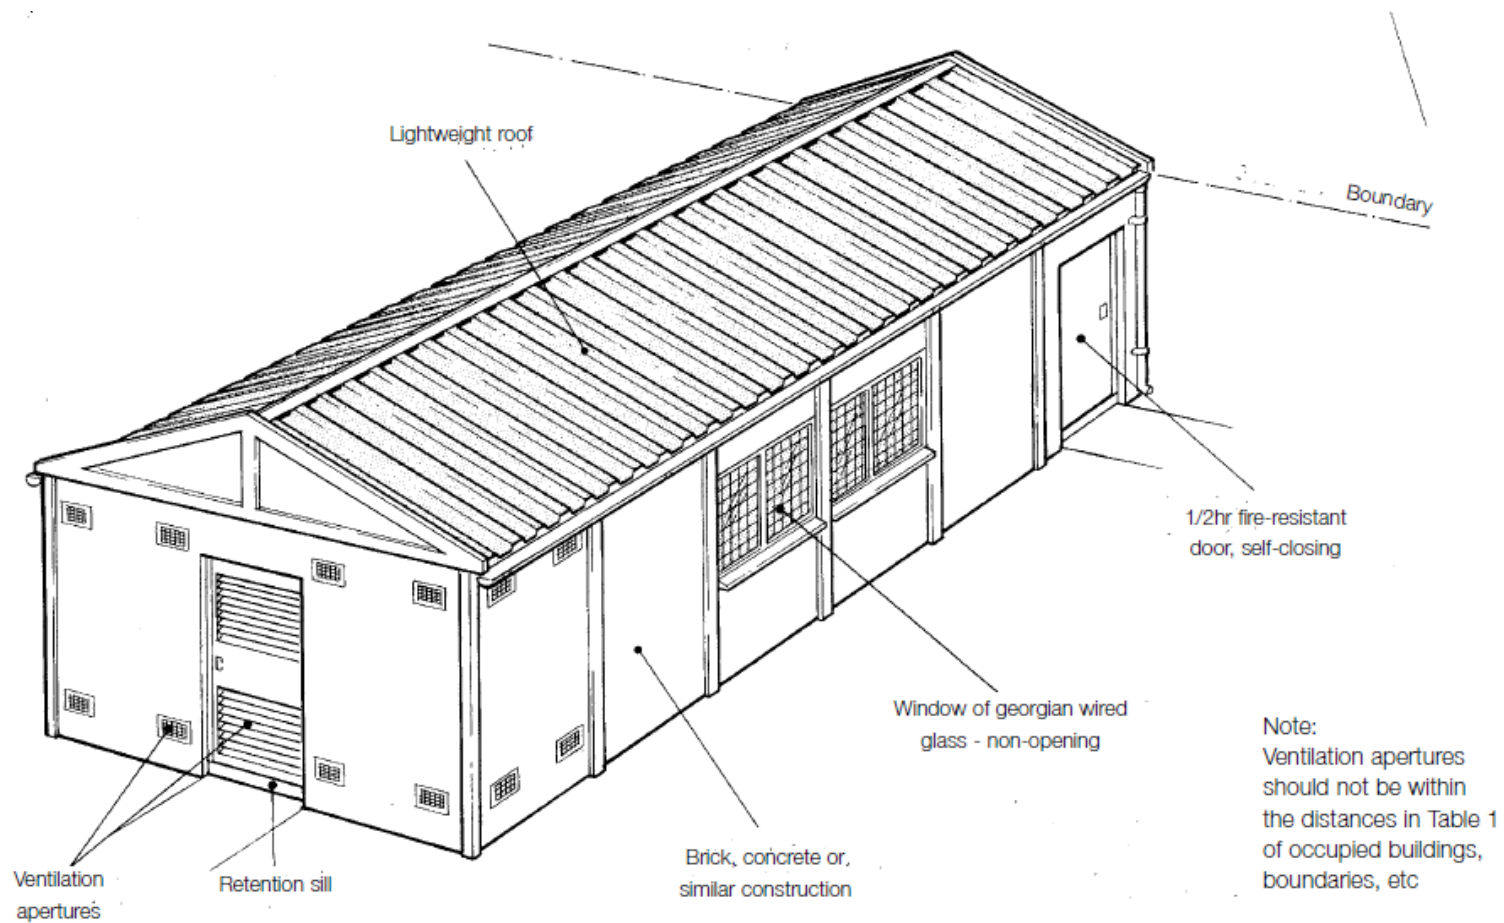 Lightweight roof
Boundary
1/2hr fire-resistant
door, self-closing
Window of georgian wired
glass - non-opening
Note:
Ventilation apertures
should not be within
the distances in Table 1
of occupied buildings,
boundaries, etc
Brick, concrete or,
similar construction
Retention sill
Ventilation
apertures